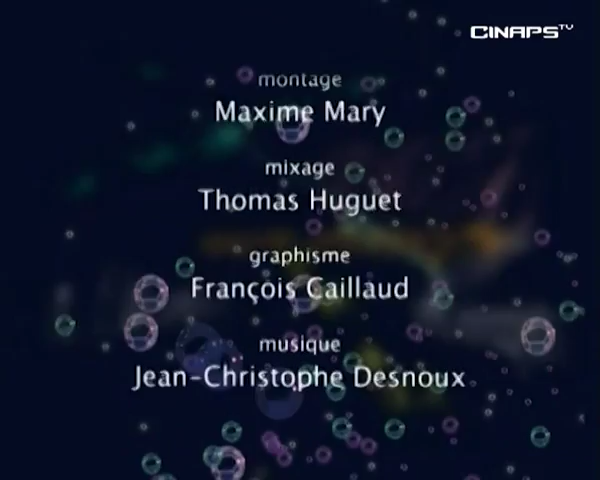 CINAPS TV
montage
Maxime Mary
mixage
Thomas Huguet
graphisme
François Caillaud
musique
Jean-Christophe Desnoux